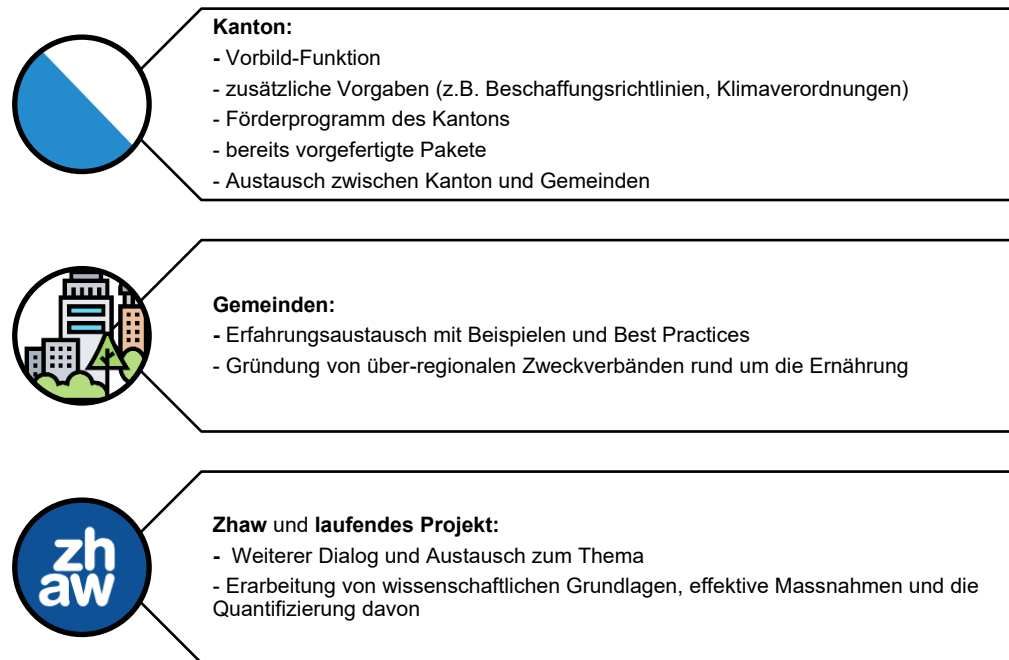 Kanton:
- Vorbild-Funktion
- zusätzliche Vorgaben (z.B. Beschaffungsrichtlinien, Klimaverordnungen)
- Förderprogramm des Kantons
- bereits vorgefertigte Pakete
- Austausch zwischen Kanton und Gemeinden
Gemeinden:
- Erfahrungsaustausch mit Beispielen und Best Practices
- Gründung von über-regionalen Zweckverbänden rund um die Ernährung
zh
aw
Zhaw und laufendes Projekt:
- Weiterer Dialog und Austausch zum Thema
- Erarbeitung von wissenschaftlichen Grundlagen, effektive Massnahmen und die
Quantifizierung davon